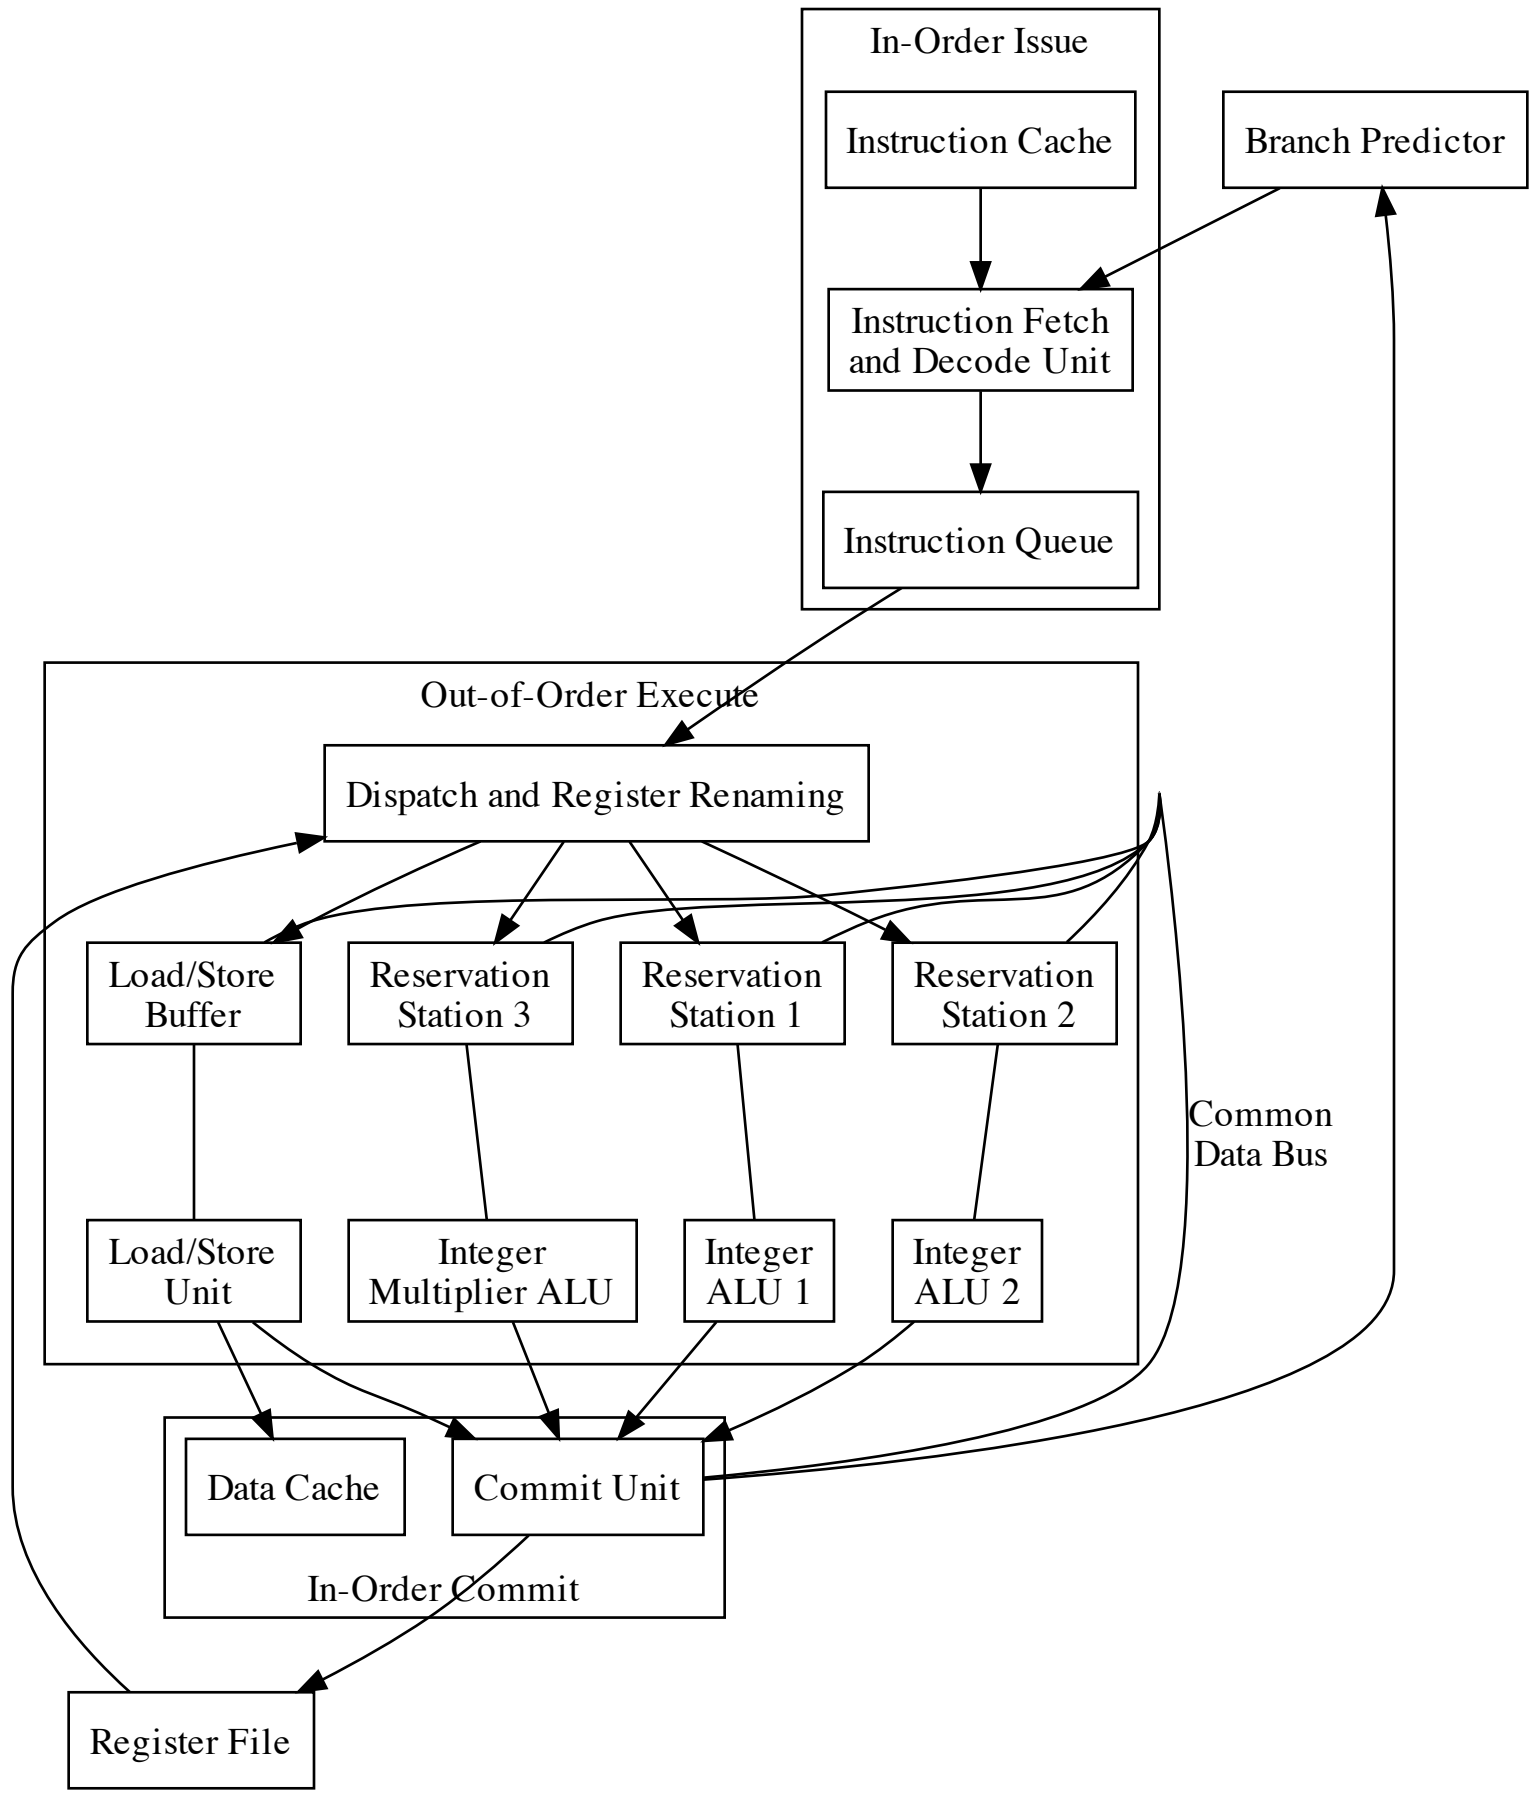 In-Order Issue
Instruction Cache
Branch Predictor
Instruction Fetch
and Decode Unit
Instruction Queue
Out-of-Order Execute
Dispatch and Register Renaming
Load/Store
Buffer
Reservation
Station 3
Reservation
Station 1
Reservation
Station 2
Common
Data Bus
Load/Store
Unit
Integer
Multiplier ALU
Integer
ALU 1
Integer
ALU 2
Data Cache
Commit Unit
In-Order Commit
Register File